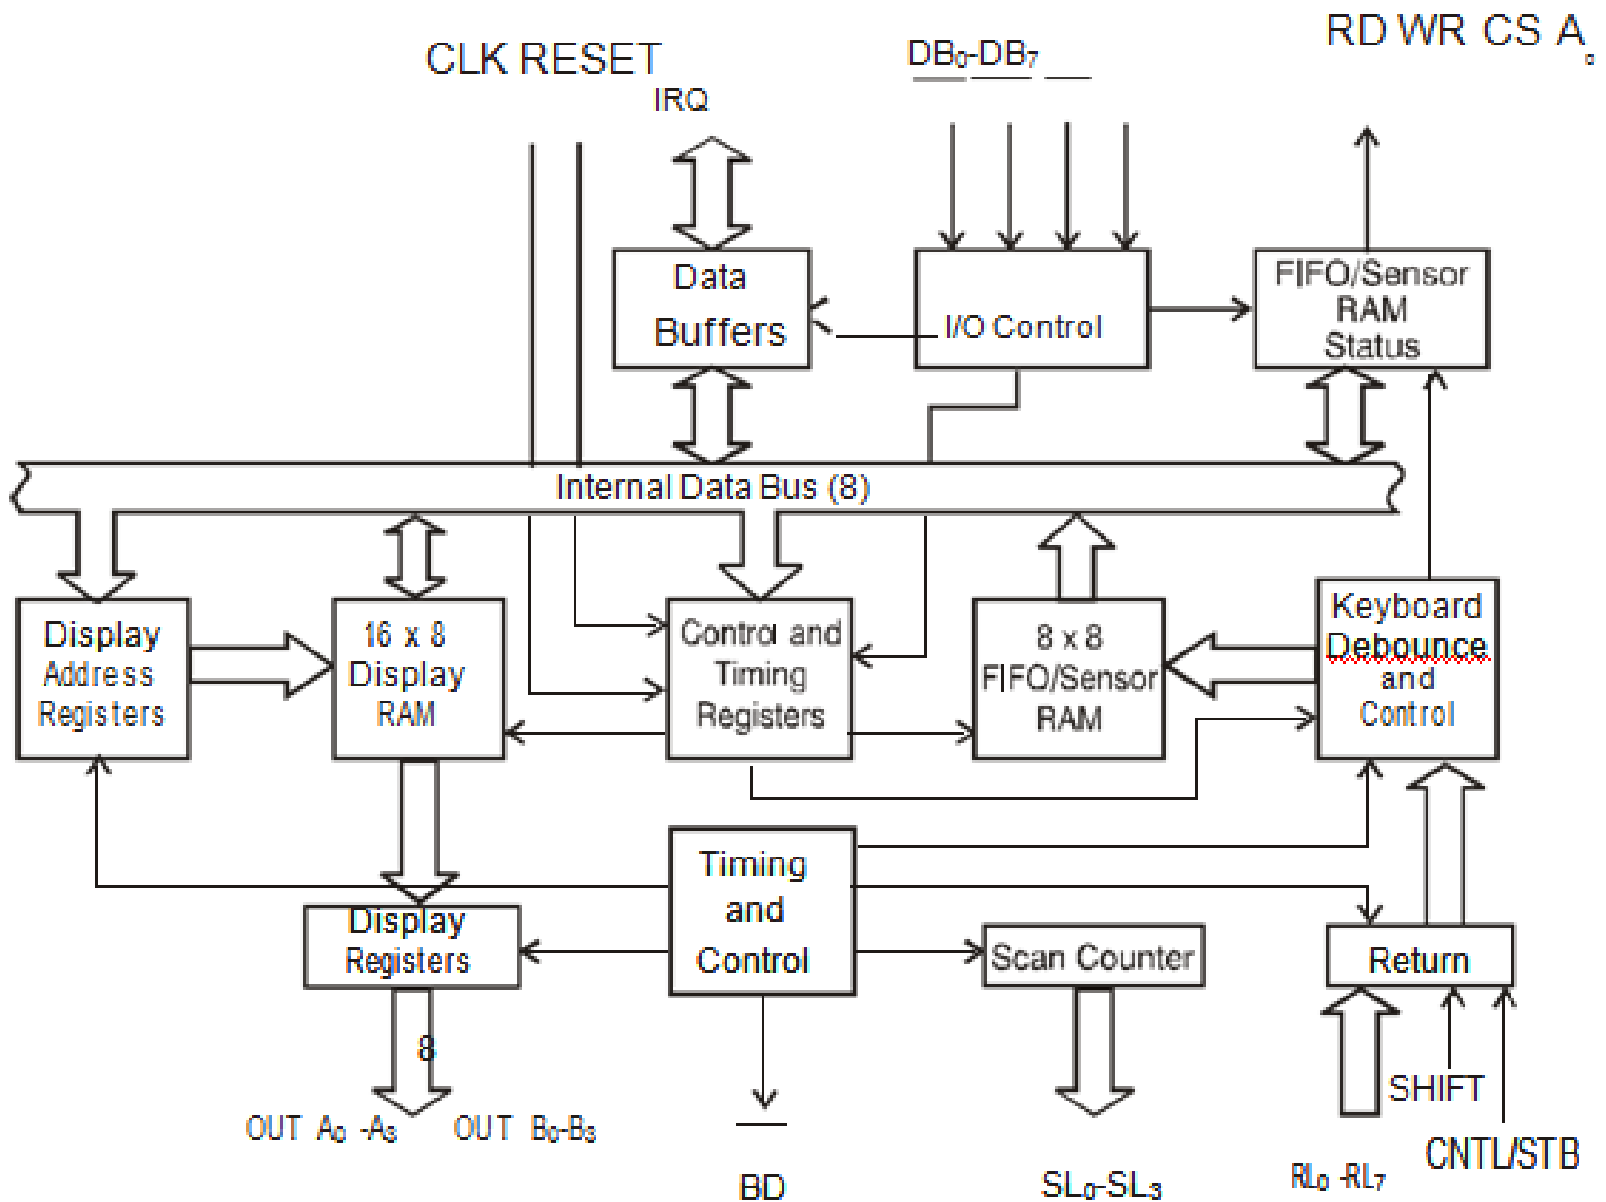 RD WR CS A₀
CLK RESET
DB₀-DB₇
IRQ
Data
Buffers
I/O Control
FIFO/Sensor
RAM
Status
Internal Data Bus (8)
Display
Address
Registers
16 x 8
Display
RAM
Control and
Timing
Registers
8 x 8
FIFO/Sensor
RAM
Keyboard
Debounce
and
Control
Timing
and
Control
Display
Registers
Scan Counter
Return
8
SHIFT
OUT A₀ -A₃ OUT B₀-B₃
CNTL/STB
BD
SL₀-SL₃
RL₀ -RL₇